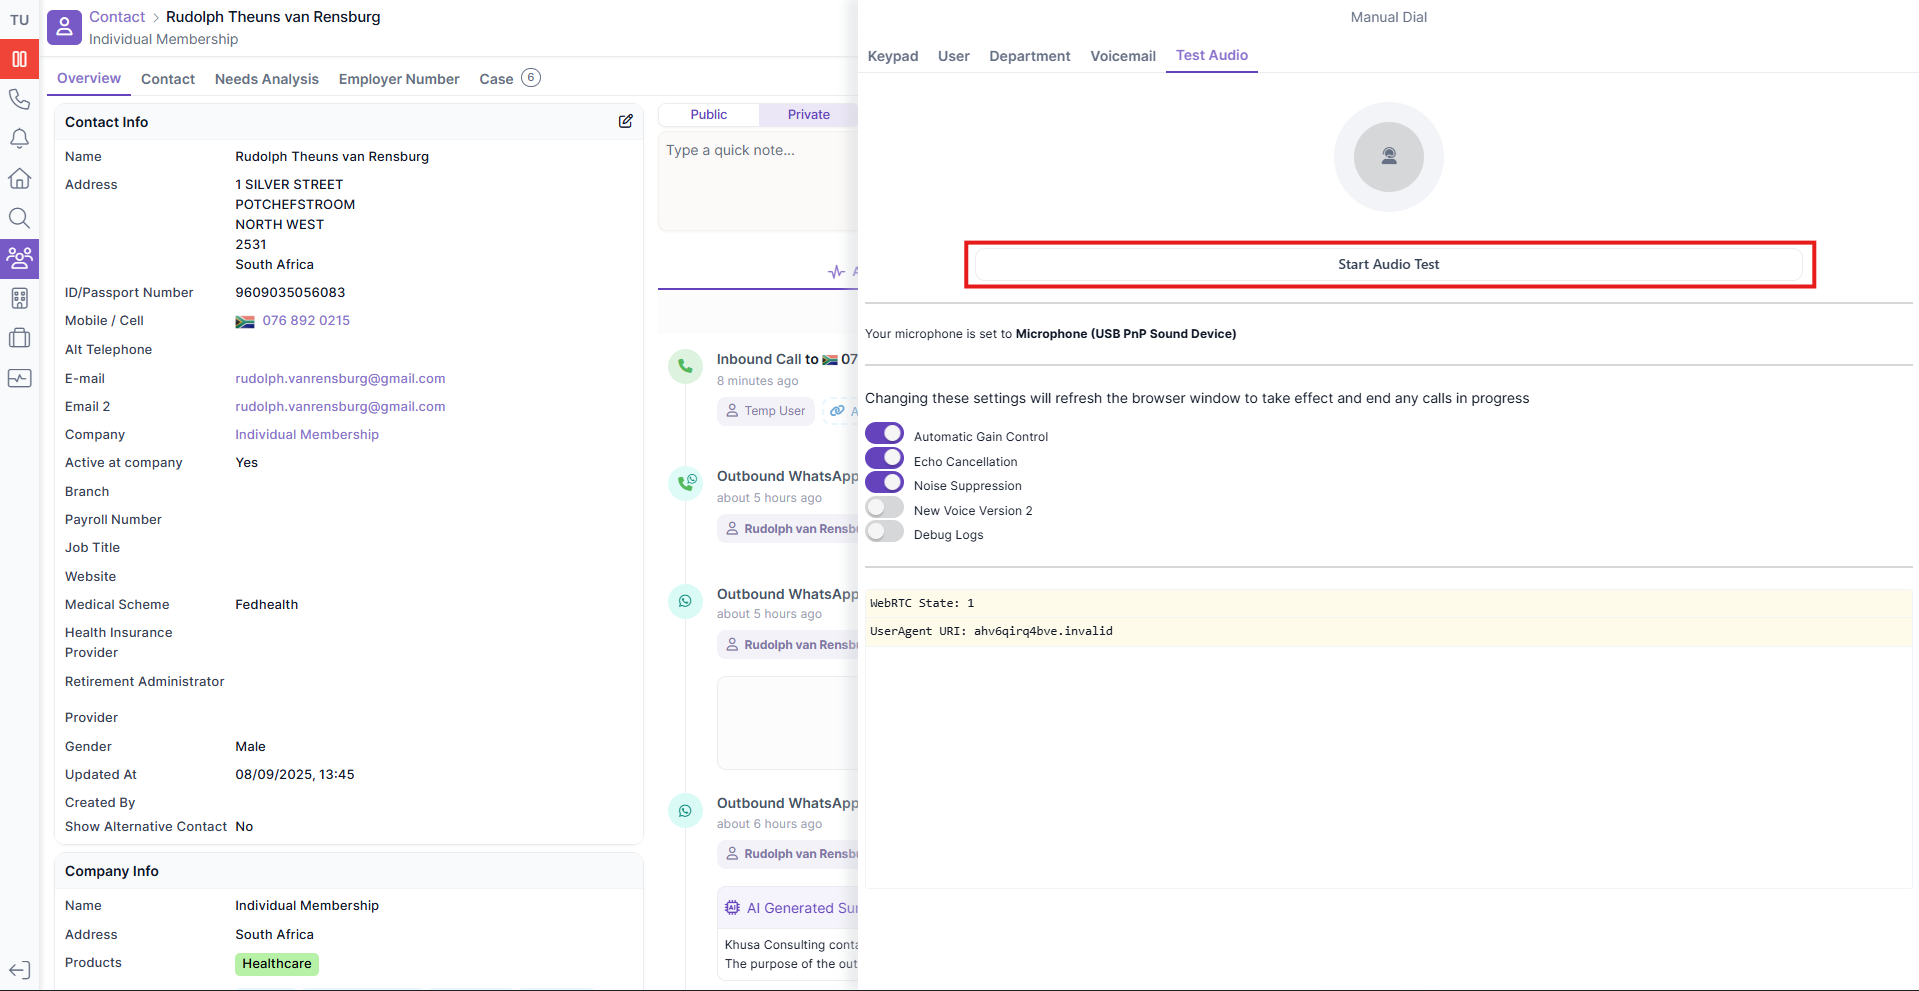 TU
Contact > Rudolph Theuns van Rensburg
Individual Membership
Overview Contact Needs Analysis Employer Number Case 6
Contact Info
Name Rudolph Theuns van Rensburg
Address 1 SILVER STREET
POTCHEFSTROOM
NORTH WEST
2531
South Africa
ID/Passport Number 9609035056083
Mobile / Cell 076 892 0215
Alt Telephone
E-mail rudolph.vanrensburg@gmail.com
Email 2 rudolph.vanrensburg@gmail.com
Company Individual Membership
Active at company Yes
Branch
Payroll Number
Job Title
Website
Medical Scheme Fedhealth
Health Insurance
Provider
Retirement Administrator
Provider
Gender Male
Updated At 08/09/2025, 13:45
Created By
Show Alternative Contact No
Company Info
Name Individual Membership
Address South Africa
Products Healthcare
Public Private
Type a quick note...
A
Inbound Call to 07
8 minutes ago
Temp User A
Outbound WhatsApp
about 5 hours ago
Rudolph van Rensb
Outbound WhatsApp
about 5 hours ago
Rudolph van Rensb
Outbound WhatsApp
about 6 hours ago
Rudolph van Rensb
AI Generated Su
Khusa Consulting conta
The purpose of the out
Manual Dial
Keypad User Department Voicemail Test Audio
Start Audio Test
Your microphone is set to Microphone (USB PnP Sound Device)
Changing these settings will refresh the browser window to take effect and end any calls in progress
Automatic Gain Control
Echo Cancellation
Noise Suppression
New Voice Version 2
Debug Logs
WebRTC State: 1
UserAgent URI: ahv6qirq4bve.invalid